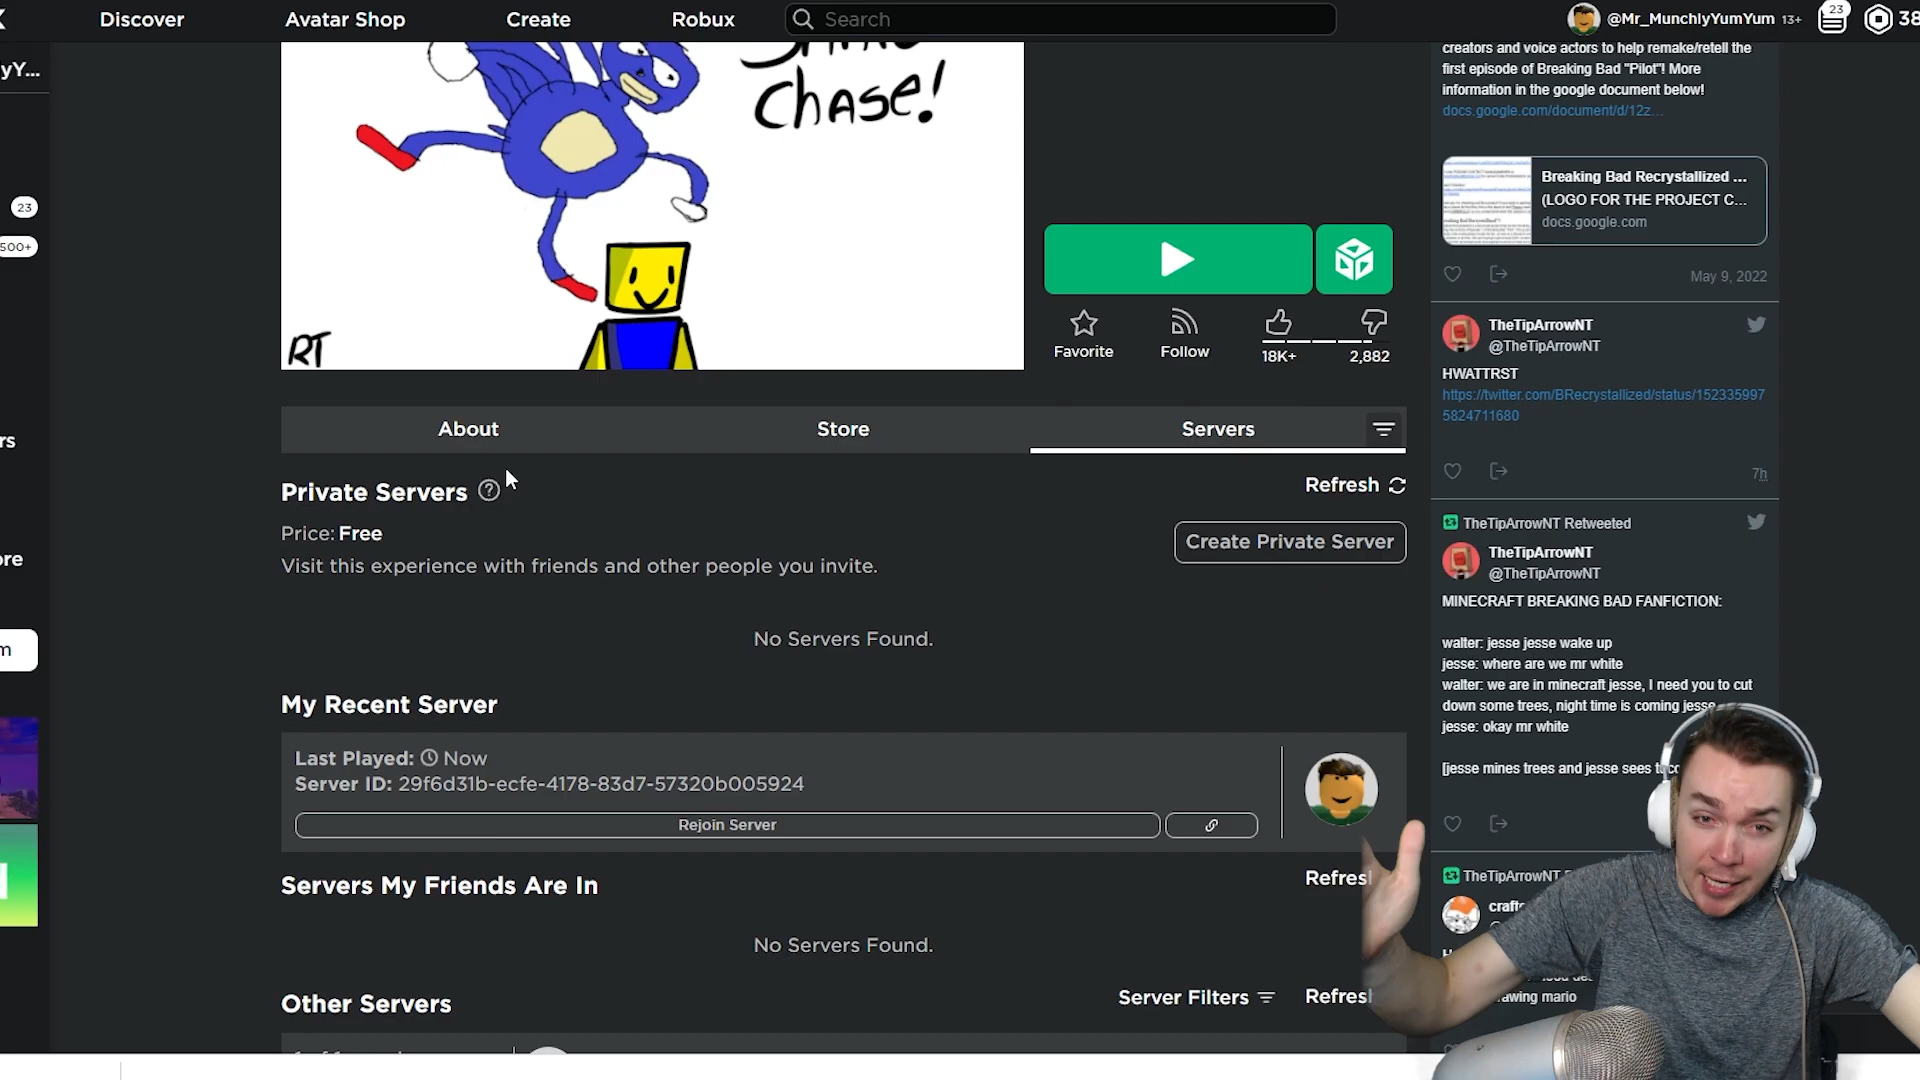 Discover
Avatar Shop
Create
Robux
Search
@Mr_MunchlyYumYum 13+
23
38
yY...
23
500+
Chase!
RT
Favorite
Follow
18K+
2,882
About
Store
Servers
Private Servers
Refresh
Price: Free
Create Private Server
Visit this experience with friends and other people you invite.
No Servers Found.
My Recent Server
Last Played: Now
Server ID: 29f6d31b-ecfe-4178-83d7-57320b005924
Rejoin Server
Servers My Friends Are In
Refresh
No Servers Found.
Other Servers
Server Filters
Refresh
creators and voice actors to help remake/retell the
first episode of Breaking Bad "Pilot"! More
information in the google document below!
docs.google.com/document/d/12z...
Breaking Bad Recrystallized ...
(LOGO FOR THE PROJECT C...
docs.google.com
May 9, 2022
TheTipArrowNT
@TheTipArrowNT
HWATTRST
https://twitter.com/BRecrystallized/status/152335997
5824711680
7h
TheTipArrowNT Retweeted
TheTipArrowNT
@TheTipArrowNT
MINECRAFT BREAKING BAD FANFICTION:
walter: jesse jesse wake up
jesse: where are we mr white
walter: we are in minecraft jesse, I need you to cut
down some trees, night time is coming jesse
jesse: okay mr white
[jesse mines trees and jesse sees
TheTipArrowNT
mario